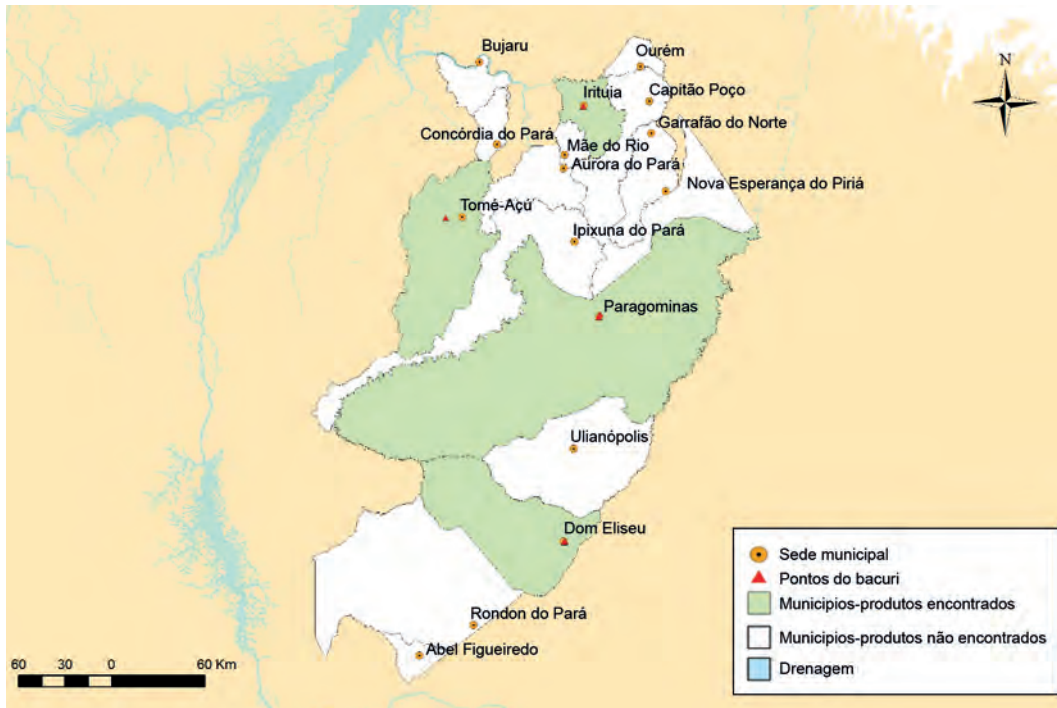 Bujaru
Ourém
N
Irituia
Capitão Poço
Garrafão do Norte
Concórdia do Pará
Mãe do Rio
Aurora do Pará
Nova Esperança do Piriá
Tomé-Açú
Ipixuna do Pará
Paragominas
Ulianópolis
Dom Eliseu
Sede municipal
Pontos do bacuri
Municipios-produtos encontrados
Rondon do Pará
Municipios-produtos não encontrados
Abel Figueiredo
Drenagem
60 30 0 60 Km